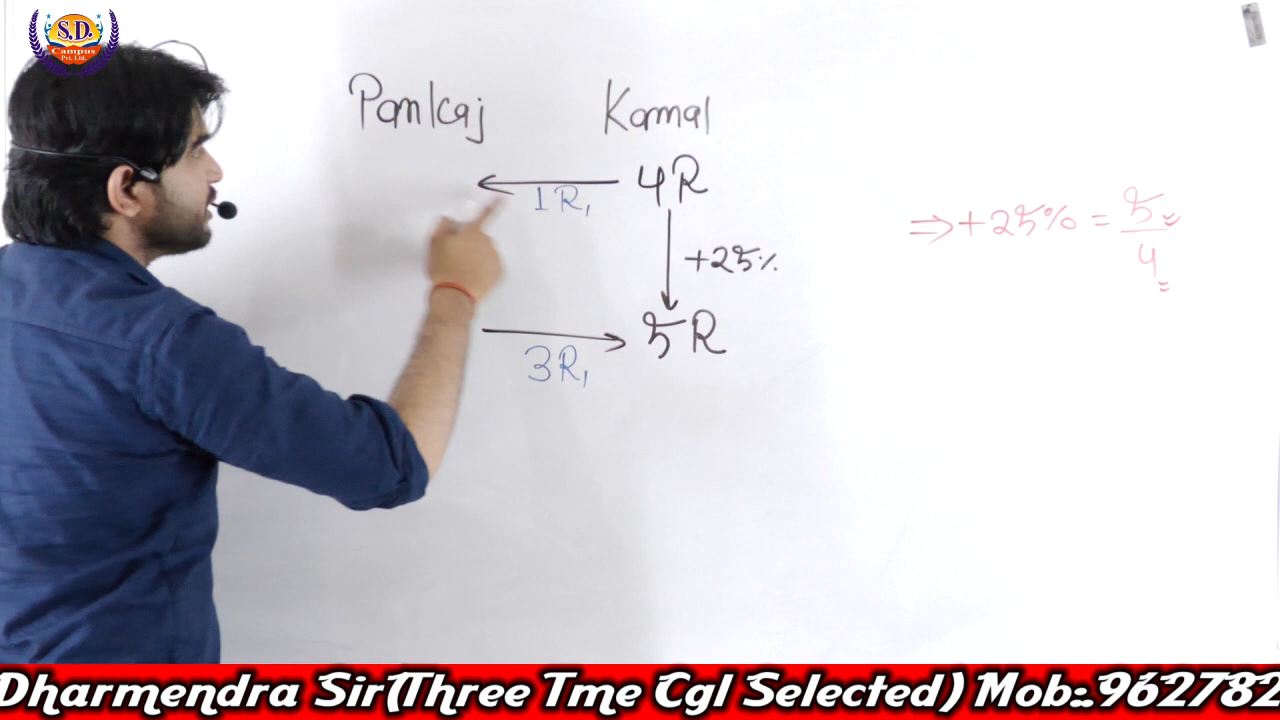 S.D.
Campus
Pvt. Ltd.
Pankaj Kamal
1R, 4R
+25%
3R, 5R
⇒ +25% = 5/4
Dharmendra Sir(Three Tme Cgl Selected) Mob:.962782